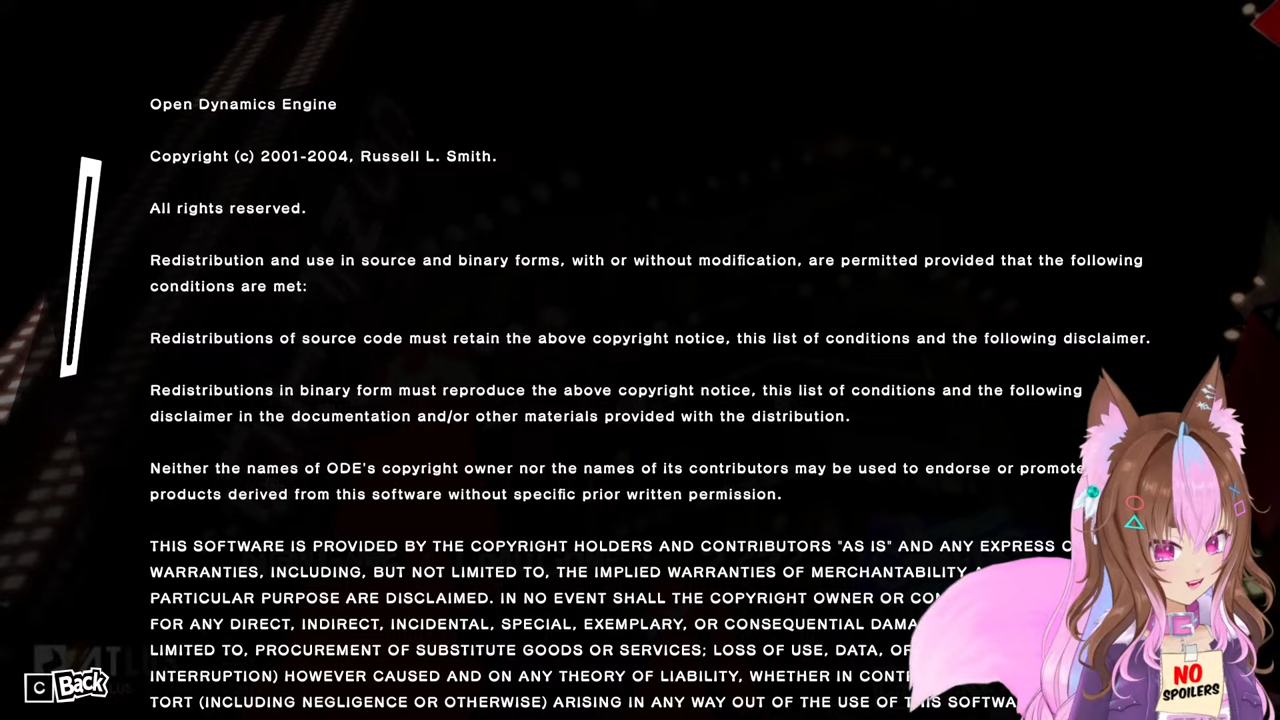 Open Dynamics Engine
Copyright (c) 2001-2004, Russell L. Smith.
All rights reserved.
Redistribution and use in source and binary forms, with or without modification, are permitted provided that the following
conditions are met:
Redistributions of source code must retain the above copyright notice, this list of conditions and the following disclaimer.
Redistributions in binary form must reproduce the above copyright notice, this list of conditions and the following
disclaimer in the documentation and/or other materials provided with the distribution.
Neither the names of ODE's copyright owner nor the names of its contributors may be used to endorse or promote
products derived from this software without specific prior written permission.
THIS SOFTWARE IS PROVIDED BY THE COPYRIGHT HOLDERS AND CONTRIBUTORS "AS IS" AND ANY EXPRESS
WARRANTIES, INCLUDING, BUT NOT LIMITED TO, THE IMPLIED WARRANTIES OF MERCHANTABILITY
PARTICULAR PURPOSE ARE DISCLAIMED. IN NO EVENT SHALL THE COPYRIGHT OWNER OR
FOR ANY DIRECT, INDIRECT, INCIDENTAL, SPECIAL, EXEMPLARY, OR CONSEQUENTIAL
LIMITED TO, PROCUREMENT OF SUBSTITUTE GOODS OR SERVICES; LOSS OF USE, DATA,
INTERRUPTION) HOWEVER CAUSED AND ON ANY THEORY OF LIABILITY, WHETHER IN
TORT (INCLUDING NEGLIGENCE OR OTHERWISE) ARISING IN ANY WAY OUT OF THE USE OF THIS
ATLUS
C Back
NO
SPOILERS